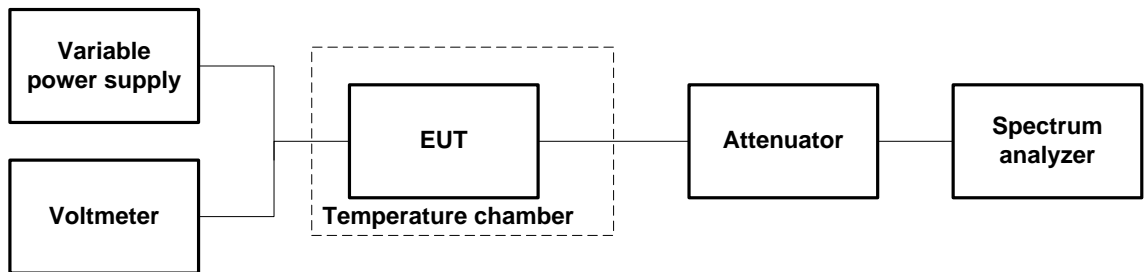 Variable
power supply
Voltmeter
EUT
Temperature chamber
Attenuator
Spectrum
analyzer